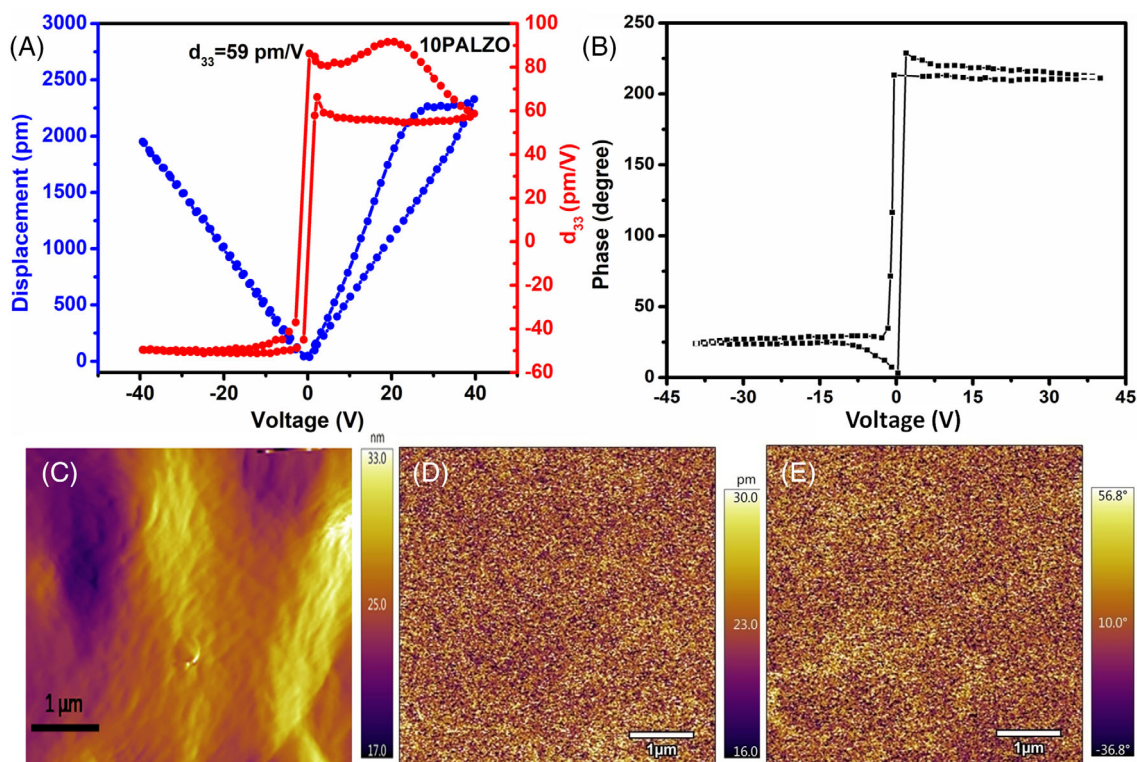 (A)
d33=59 pm/V
10PALZO
3000
2500
2000
1500
1000
500
0
Displacement (pm)
100
80
60
40
20
0
-20
-40
-60
d33 (pm/V)
-40 -20 0 20 40
Voltage (V)
(B)
250
200
150
100
50
0
Phase (degree)
-45 -30 -15 0 15 30 45
Voltage (V)
(C)
1 µm
nm
33.0
25.0
17.0
(D)
1µm
pm
30.0
23.0
16.0
(E)
1µm
56.8°
10.0°
-36.8°